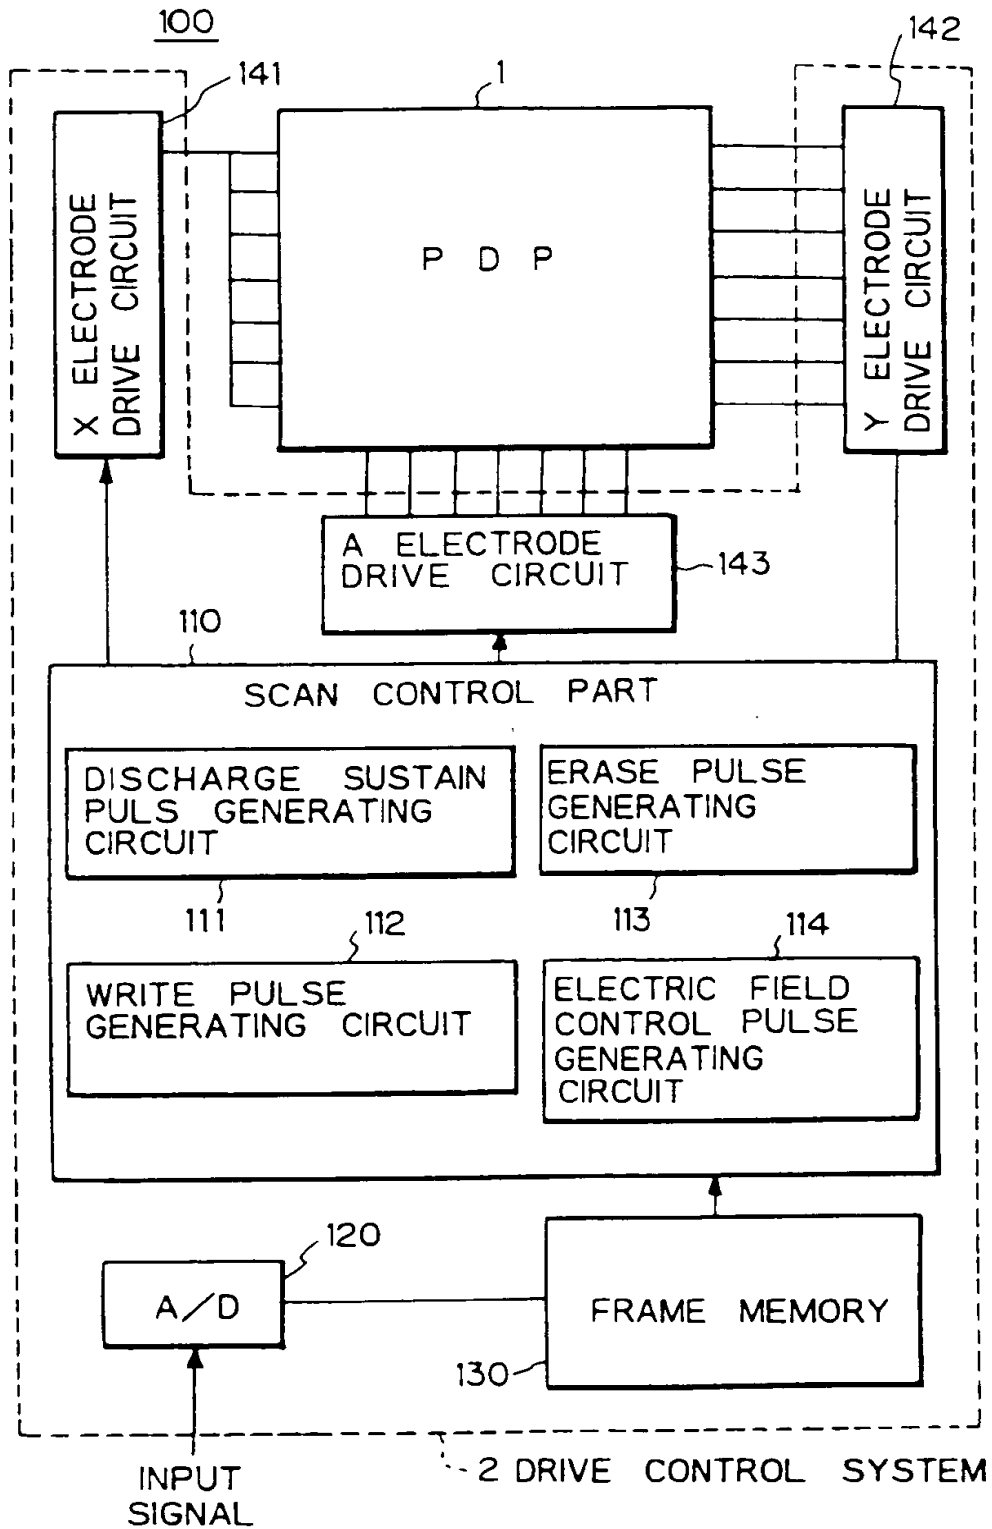 100
141
1
142
X ELECTRODE
DRIVE CIRCUIT
P D P
Y ELECTRODE
DRIVE CIRCUIT
A ELECTRODE
DRIVE CIRCUIT
143
110
SCAN CONTROL PART
DISCHARGE SUSTAIN
PULS GENERATING
CIRCUIT
111
ERASE PULSE
GENERATING
CIRCUIT
113
112
WRITE PULSE
GENERATING CIRCUIT
114
ELECTRIC FIELD
CONTROL PULSE
GENERATING
CIRCUIT
120
A/D
FRAME MEMORY
130
INPUT
SIGNAL
2 DRIVE CONTROL SYSTEM